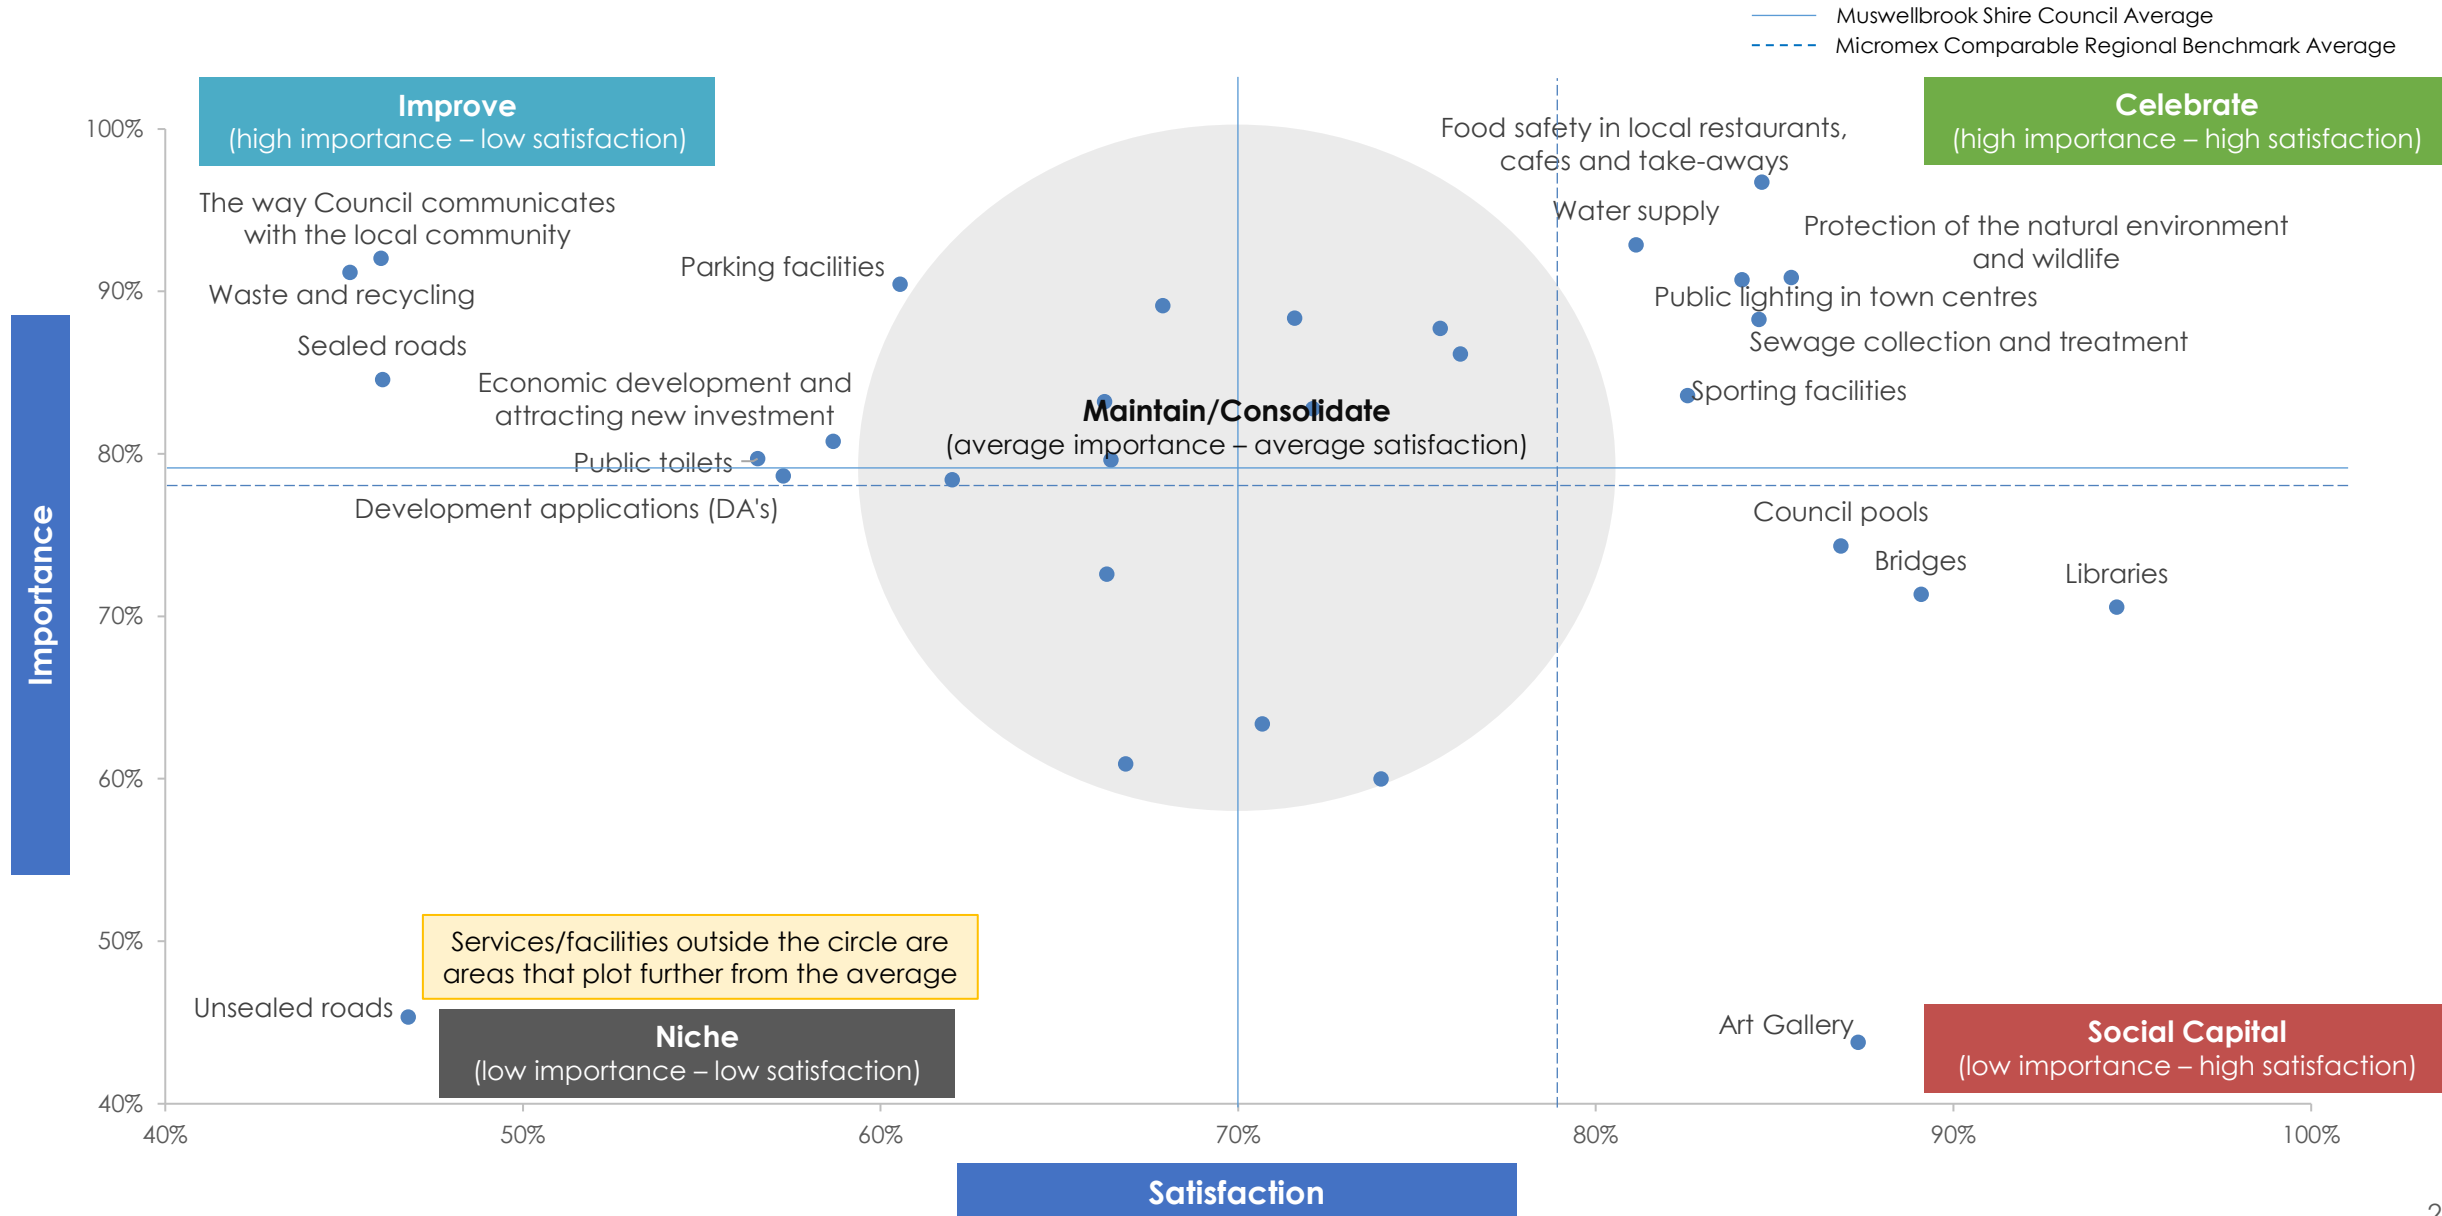 Muswellbrook Shire Council Average
Micromex Comparable Regional Benchmark Average
Improve
(high importance – low satisfaction)
Celebrate
(high importance – high satisfaction)
100%
Food safety in local restaurants,
cafes and take-aways
The way Council communicates
with the local community
Water supply
Protection of the natural environment
and wildlife
Parking facilities
90%
Waste and recycling
Public lighting in town centres
Sealed roads
Sewage collection and treatment
Economic development and
attracting new investment
Sporting facilities
Maintain/Consolidate
(average importance – average satisfaction)
80%
Public toilets
Development applications (DA's)
Council pools
Bridges
Libraries
Importance
70%
60%
50%
Services/facilities outside the circle are
areas that plot further from the average
Unsealed roads
Niche
(low importance – low satisfaction)
Art Gallery
Social Capital
(low importance – high satisfaction)
40%
40%
50%
60%
70%
80%
90%
100%
Satisfaction